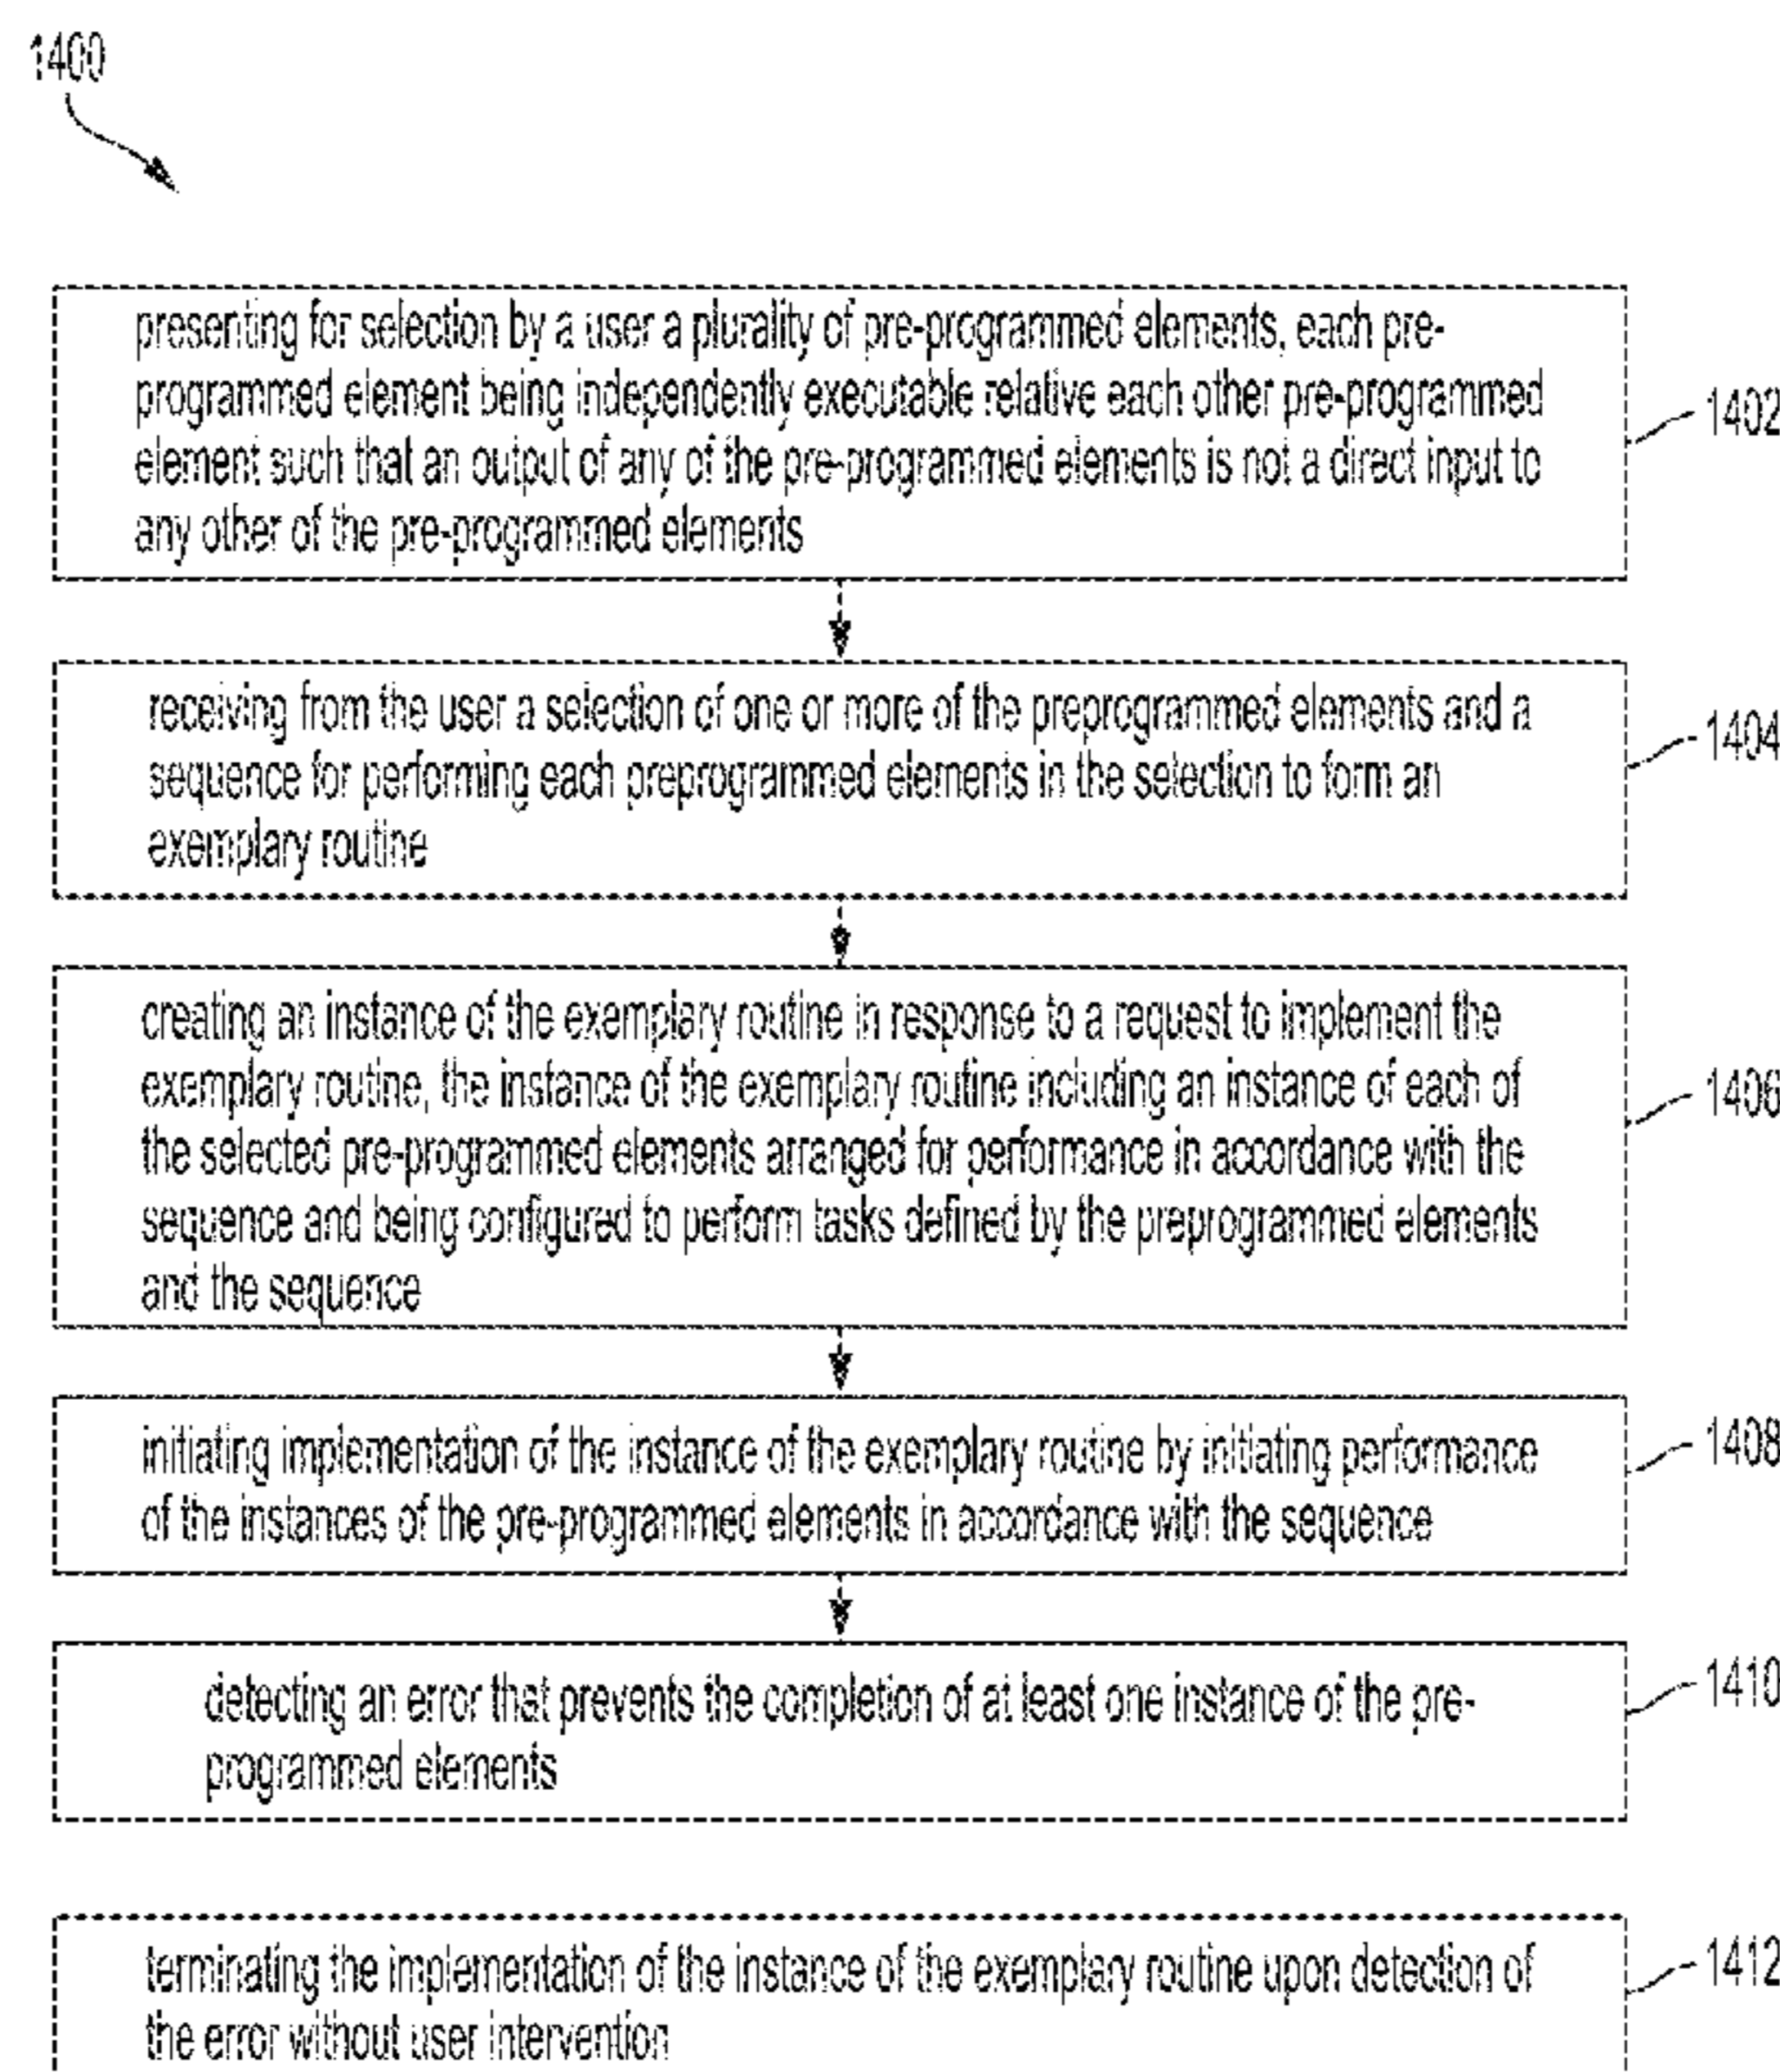 1400
presenting for selection by a user a plurality of pre-programmed elements, each pre-
programmed element being independently executable relative each other pre-programmed
element such that an output of any of the pre-programmed elements is not a direct input to
any other of the pre-programmed elements
1402
receiving from the user a selection of one or more of the preprogrammed elements and a
sequence for performing each preprogrammed elements in the selection to form an
exemplary routine
1404
creating an instance of the exemplary routine in response to a request to implement the
exemplary routine, the instance of the exemplary routine including an instance of each of
the selected pre-programmed elements arranged for performance in accordance with the
sequence and being configured to perform tasks defined by the preprogrammed elements
and the sequence
1406
initiating implementation of the instance of the exemplary routine by initiating performance
of the instances of the pre-programmed elements in accordance with the sequence
1408
detecting an error that prevents the completion of at least one instance of the pre-
programmed elements
1410
terminating the implementation of the instance of the exemplary routine upon detection of
the error without user intervention
1412